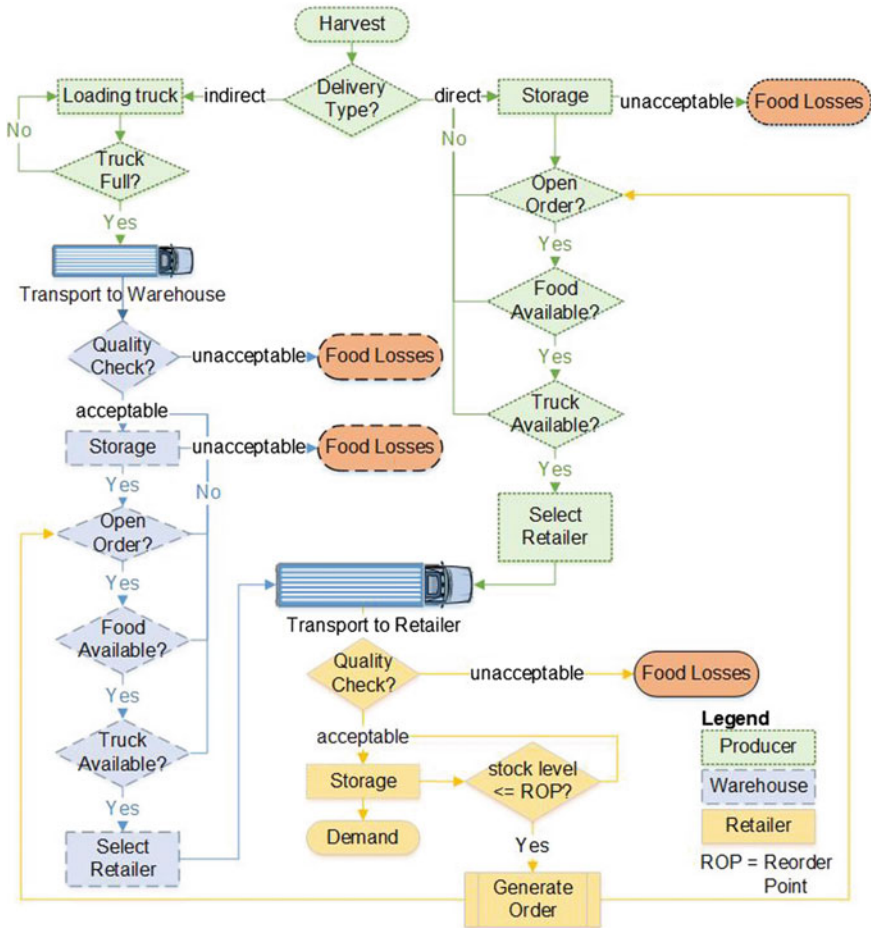 Harvest
Delivery
Type?
indirect
direct
Loading truck
No
Truck
Full?
Yes
Transport to Warehouse
Quality
Check?
unacceptable
Food Losses
acceptable
Storage
unacceptable
Food Losses
Yes
No
Open
Order?
Yes
Food
Available?
Yes
Truck
Available?
Yes
Select
Retailer
Storage
unacceptable
Food Losses
No
Open
Order?
Yes
Food
Available?
Yes
Truck
Available?
Yes
Select
Retailer
Transport to Retailer
Quality
Check?
unacceptable
Food Losses
acceptable
Storage
stock level
<= ROP?
Demand
Yes
Generate
Order
Legend
Producer
Warehouse
Retailer
ROP = Reorder
Point